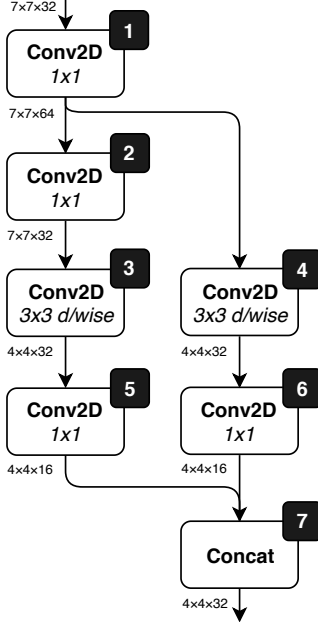 7×7×32
1
Conv2D
1x1
7×7×64
2
Conv2D
1x1
7×7×32
3
Conv2D
3x3 d/wise
4
Conv2D
3x3 d/wise
4×4×32
4×4×32
5
Conv2D
1x1
6
Conv2D
1x1
4×4×16
4×4×16
7
Concat
4×4×32